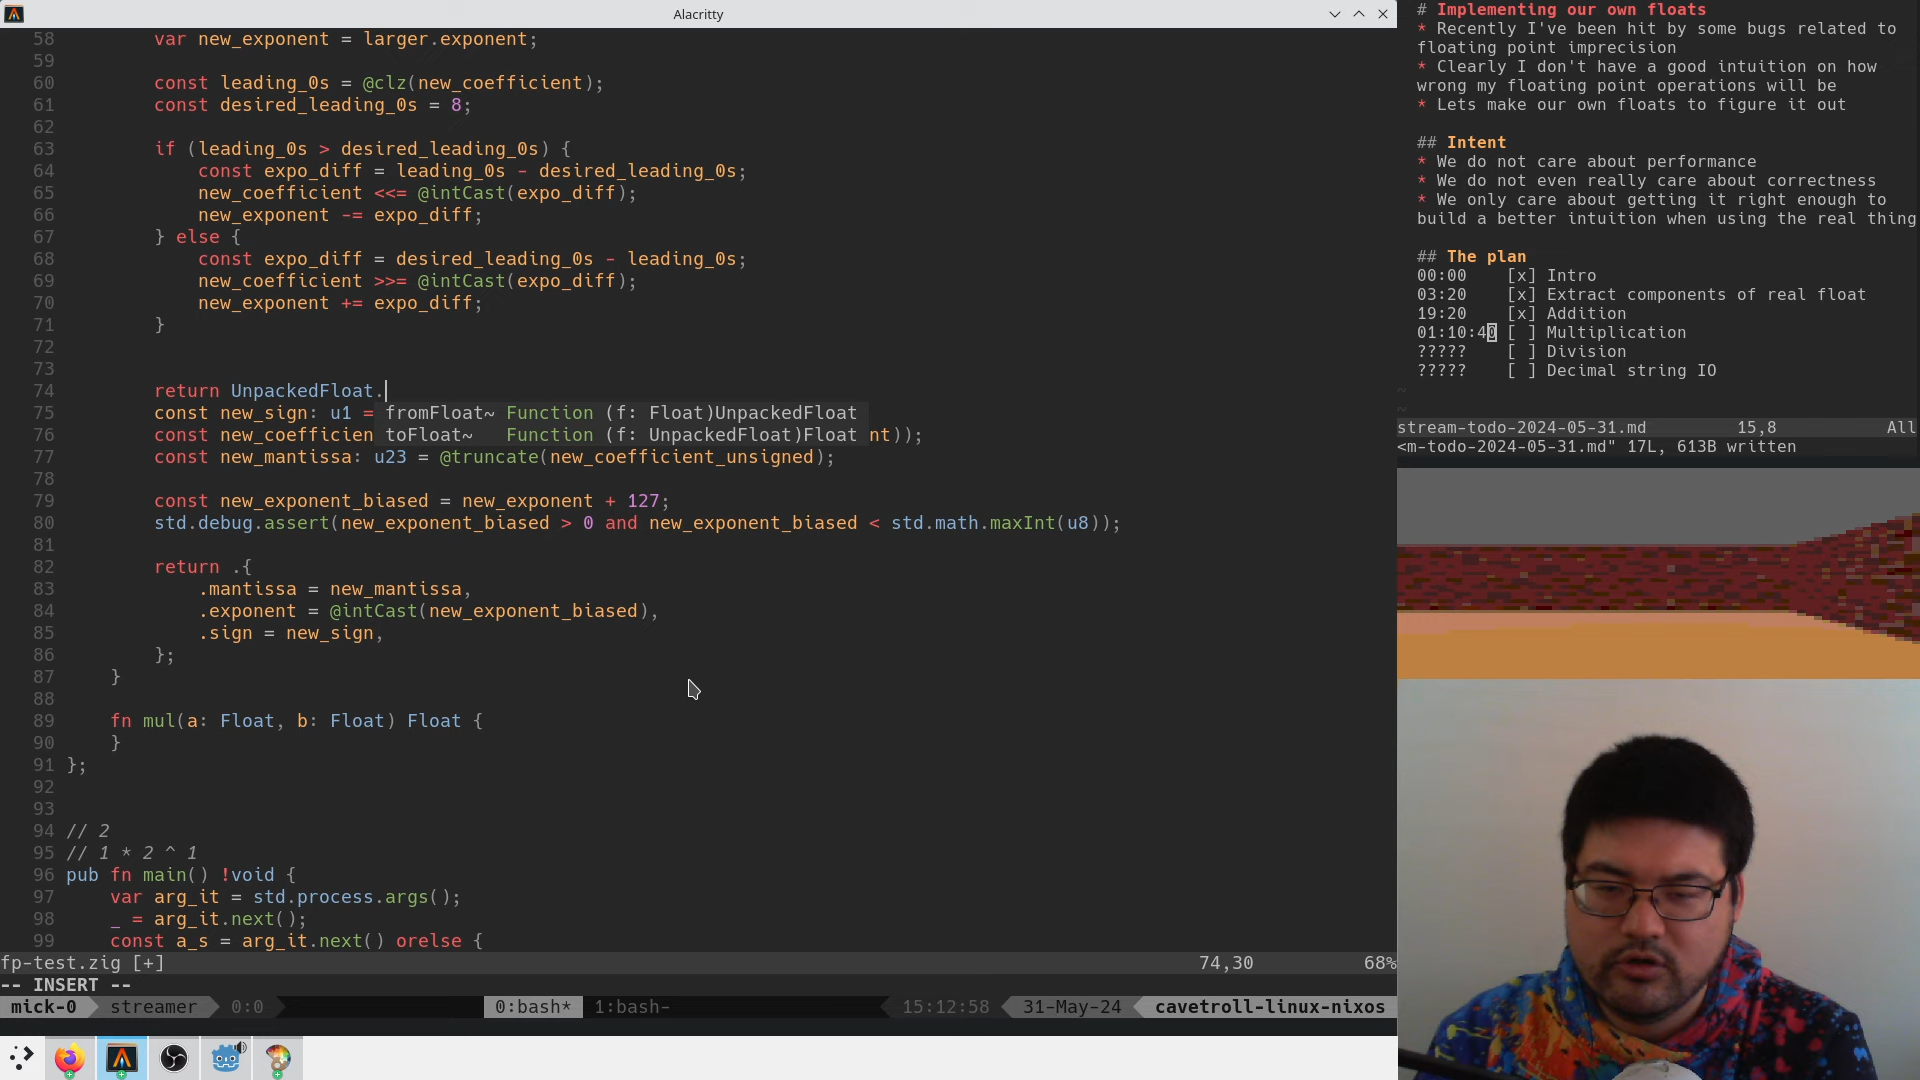 Alacritty
58 var new_exponent = larger.exponent;
59
60 const leading_0s = @clz(new_coefficient);
61 const desired_leading_0s = 8;
62
63 if (leading_0s > desired_leading_0s) {
64 const expo_diff = leading_0s - desired_leading_0s;
65 new_coefficient <<= @intCast(expo_diff);
66 new_exponent -= expo_diff;
67 } else {
68 const expo_diff = desired_leading_0s - leading_0s;
69 new_coefficient >>= @intCast(expo_diff);
70 new_exponent += expo_diff;
71 }
72
73
74 return UnpackedFloat.
75 const new_sign: u1 = fromFloat~ Function (f: Float)UnpackedFloat
76 const new_coefficien toFloat~ Function (f: UnpackedFloat)Float nt));
77 const new_mantissa: u23 = @truncate(new_coefficient_unsigned);
78
79 const new_exponent_biased = new_exponent + 127;
80 std.debug.assert(new_exponent_biased > 0 and new_exponent_biased < std.math.maxInt(u8));
81
82 return .{
83 .mantissa = new_mantissa,
84 .exponent = @intCast(new_exponent_biased),
85 .sign = new_sign,
86 };
87 }
88
89 fn mul(a: Float, b: Float) Float {
90 }
91 };
92
93
94 // 2
95 // 1 * 2 ^ 1
96 pub fn main() !void {
97 var arg_it = std.process.args();
98 _ = arg_it.next();
99 const a_s = arg_it.next() orelse {
fp-test.zig [+] 74,30 68%
-- INSERT --
mick-0 streamer 0:0 0:bash* 1:bash- 15:12:58 31-May-24 cavetroll-linux-nixos
# Implementing our own floats
* Recently I've been hit by some bugs related to
floating point imprecision
* Clearly I don't have a good intuition on how
wrong my floating point operations will be
* Lets make our own floats to figure it out
## Intent
* We do not care about performance
* We do not even really care about correctness
* We only care about getting it right enough to
build a better intuition when using the real thing
## The plan
00:00 [x] Intro
03:20 [x] Extract components of real float
19:20 [x] Addition
01:10:40 [ ] Multiplication
????? [ ] Division
????? [ ] Decimal string IO
~
~
stream-todo-2024-05-31.md 15,8 All
<m-todo-2024-05-31.md" 17L, 613B written